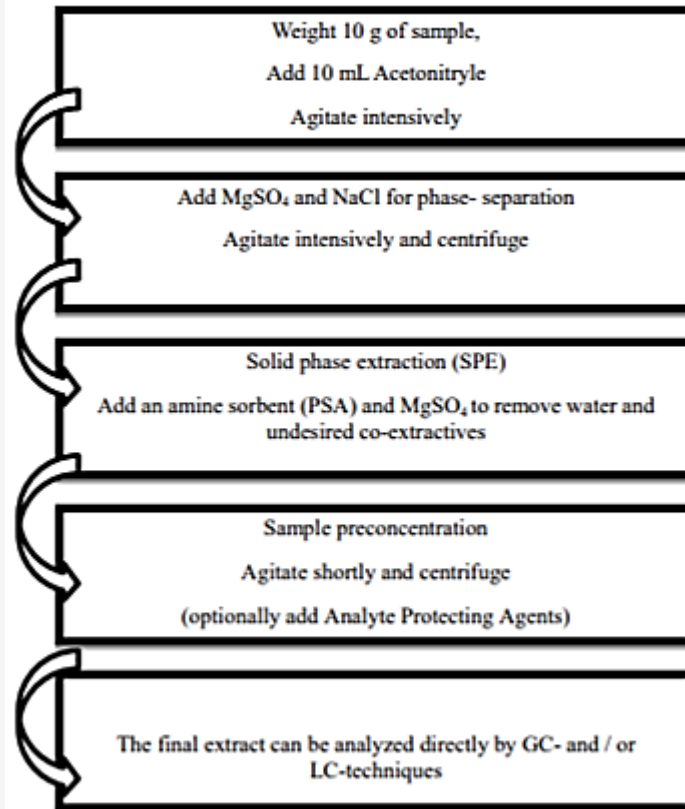 Weight 10 g of sample,
Add 10 mL Acetonitryle
Agitate intensively
Add MgSO₄ and NaCl for phase- separation
Agitate intensively and centrifuge
Solid phase extraction (SPE)
Add an amine sorbent (PSA) and MgSO₄ to remove water and
undesired co-extractives
Sample preconcentration
Agitate shortly and centrifuge
(optionally add Analyte Protecting Agents)
The final extract can be analyzed directly by GC- and / or
LC-techniques